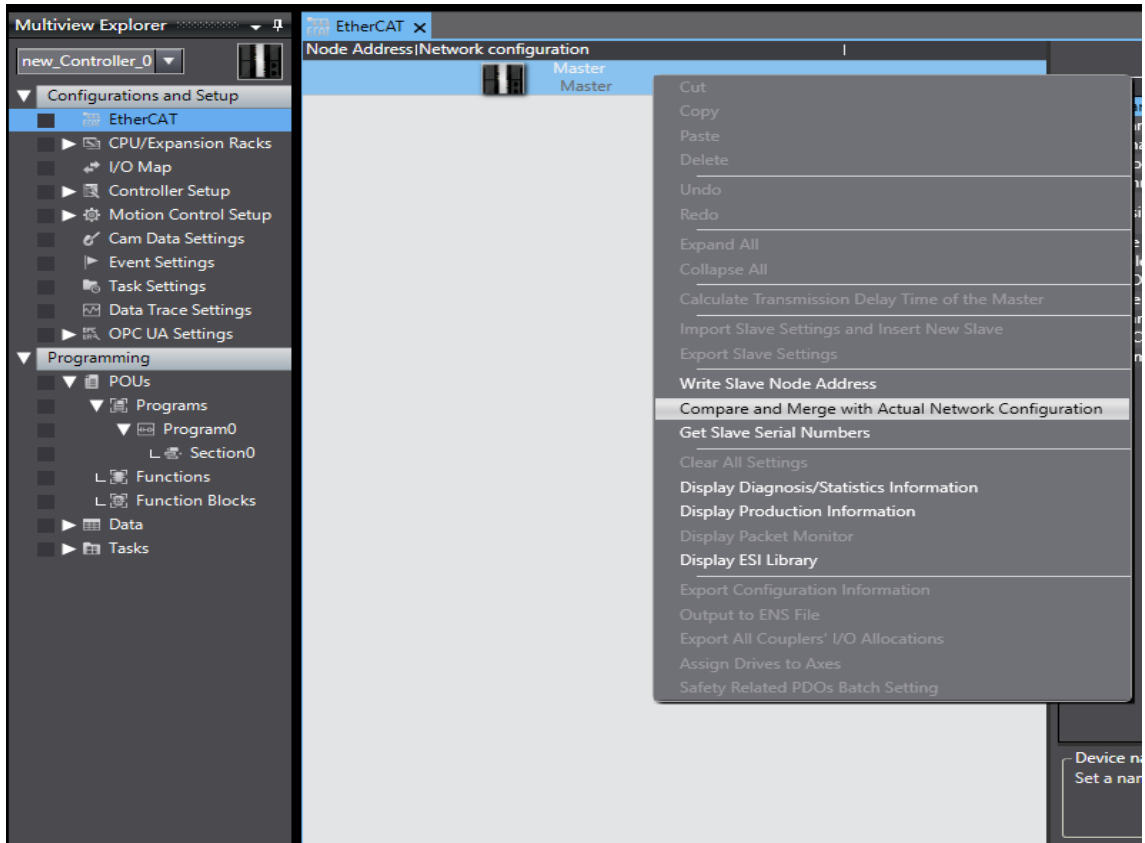 Multiview Explorer
new_Controller_0
Configurations and Setup
EtherCAT
CPU/Expansion Racks
I/O Map
Controller Setup
Motion Control Setup
Cam Data Settings
Event Settings
Task Settings
Data Trace Settings
OPC UA Settings
Programming
POUs
Programs
Program0
Section0
Functions
Function Blocks
Data
Tasks
EtherCAT
Node Address|Network configuration
Master
Master
Cut
Copy
Paste
Delete
Undo
Redo
Expand All
Collapse All
Calculate Transmission Delay Time of the Master
Import Slave Settings and Insert New Slave
Export Slave Settings
Write Slave Node Address
Compare and Merge with Actual Network Configuration
Get Slave Serial Numbers
Clear All Settings
Display Diagnosis/Statistics Information
Display Production Information
Display Packet Monitor
Display ESI Library
Export Configuration Information
Output to ENS File
Export All Couplers' I/O Allocations
Assign Drives to Axes
Safety Related PDOs Batch Setting
Device
Set a